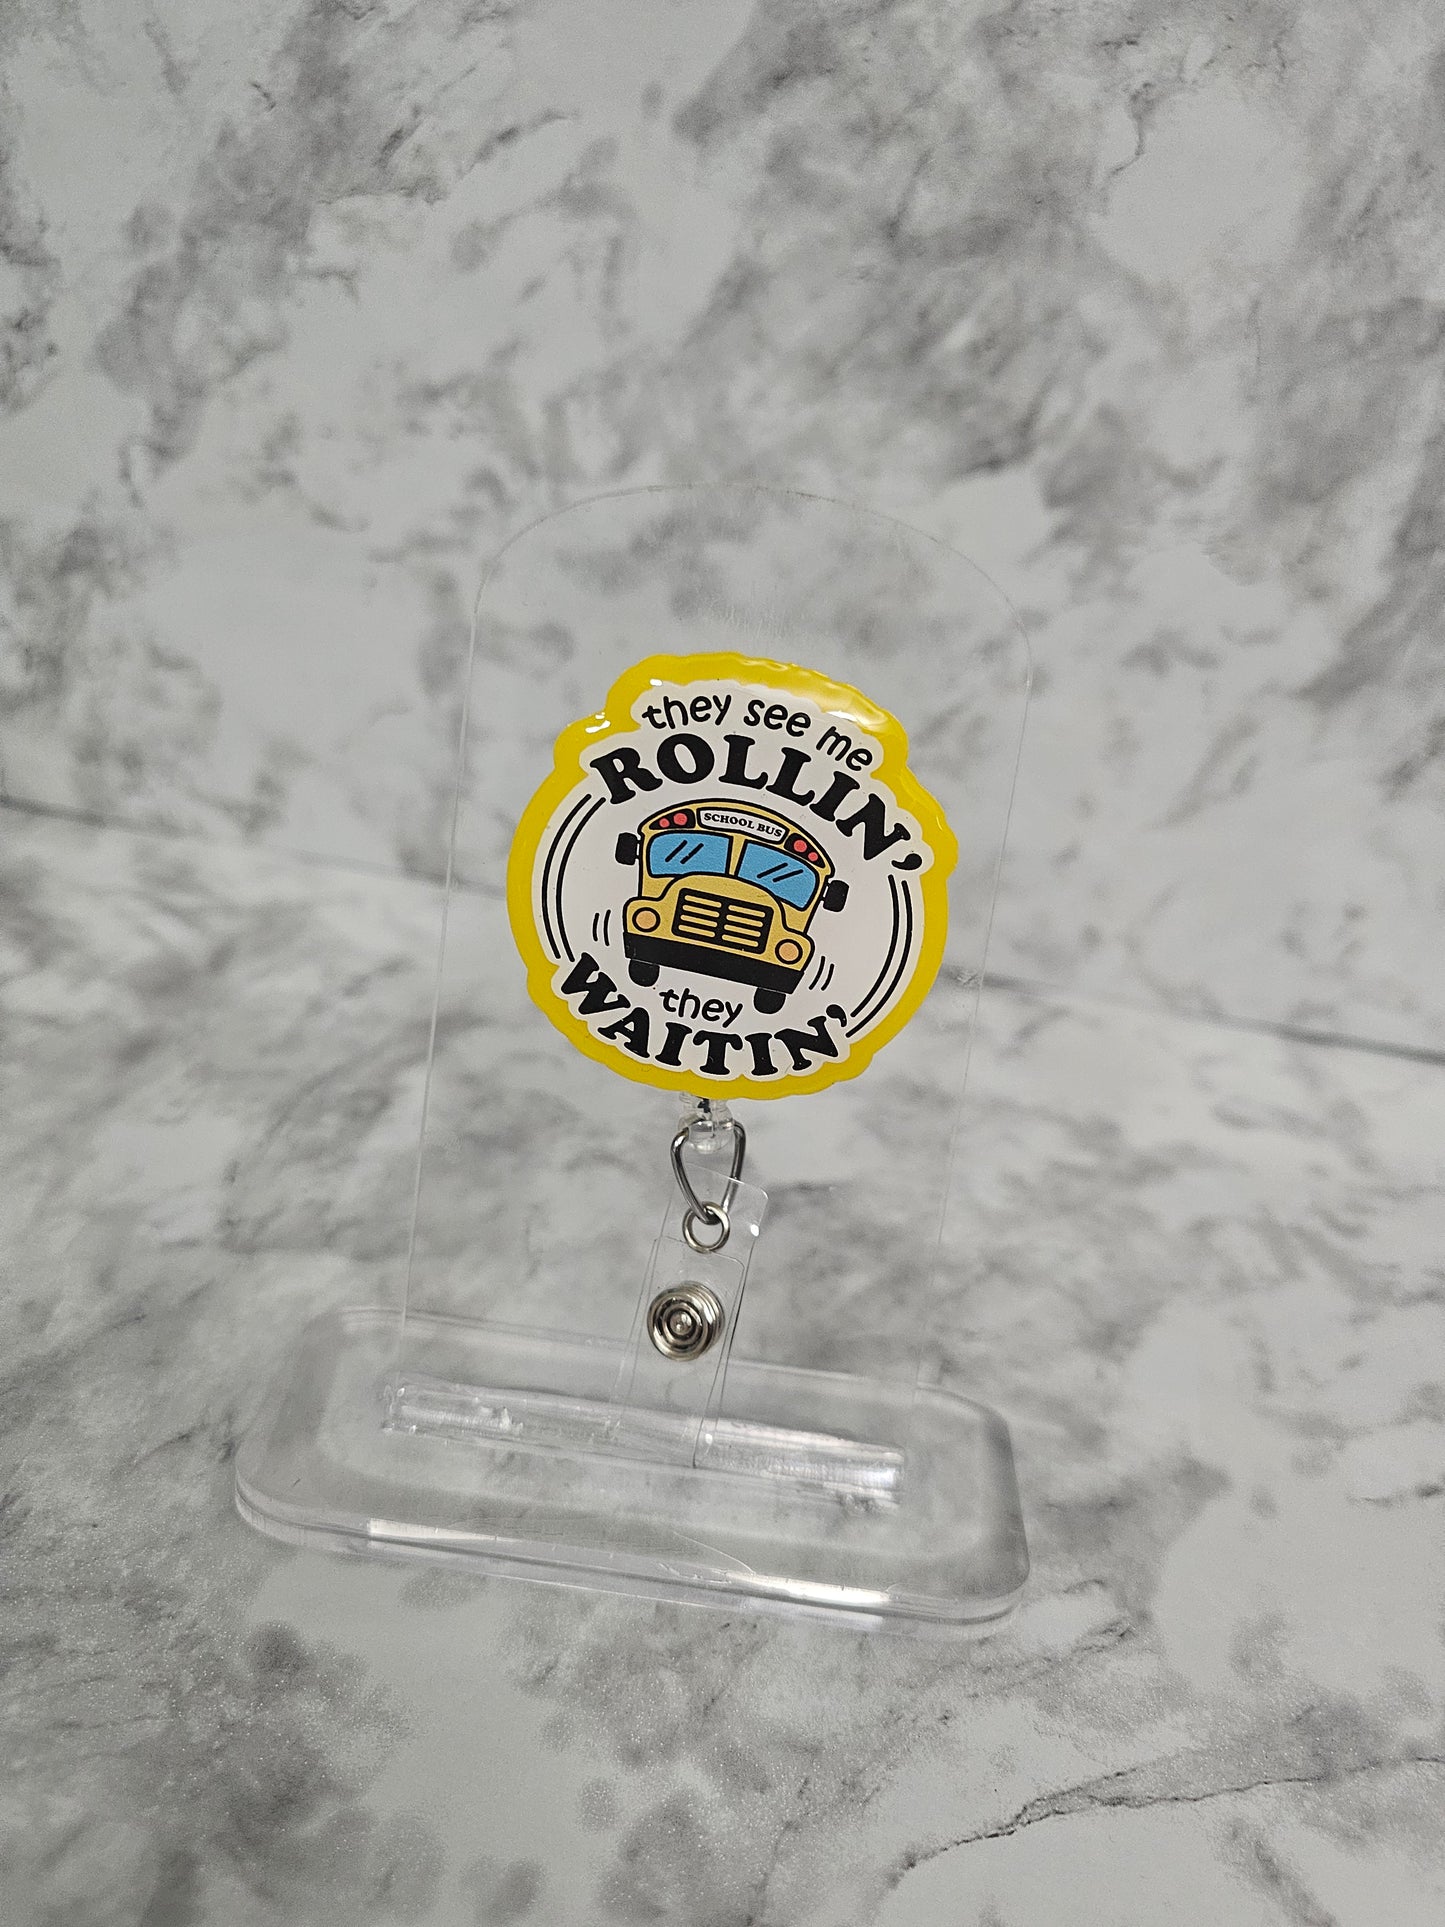 they see me
ROLLIN'
SCHOOL BUS
they
WAITIN'